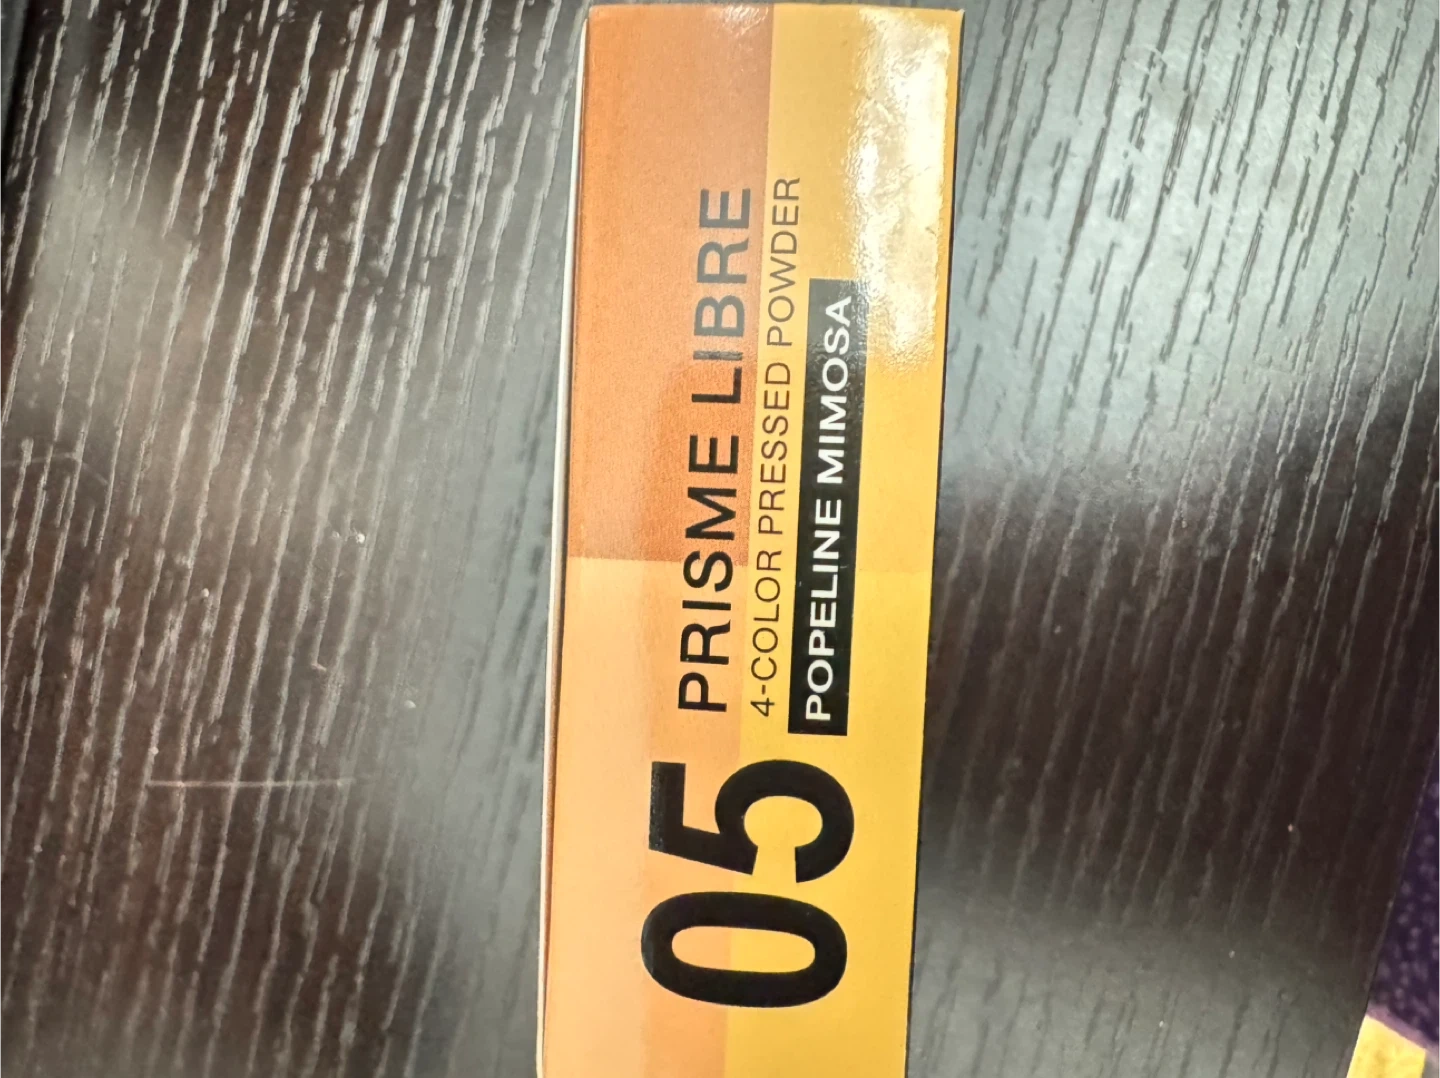 05
PRISME LIBRE
4-COLOR PRESSED POWDER
POPELINE MIMOSA